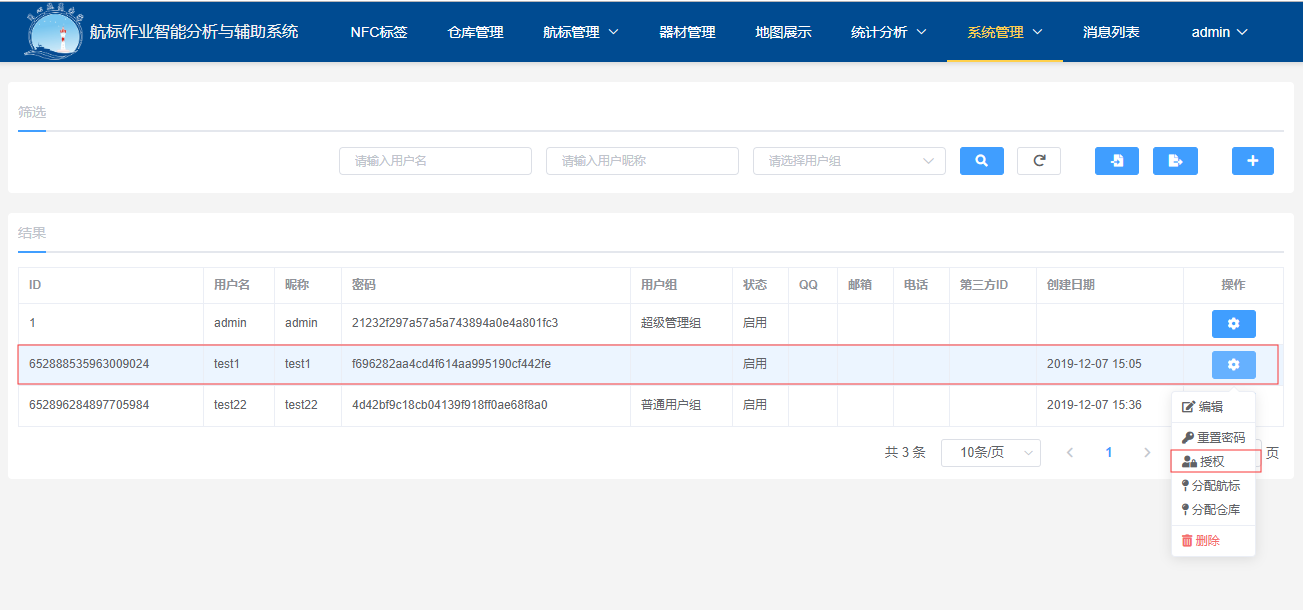 航标作业智能分析与辅助系统 NFC标签 仓库管理 航标管理 器材管理 地图展示 统计分析 系统管理 消息列表 admin
筛选
请输入用户名 请输入用户昵称 请选择用户组
结果
ID 用户名 昵称 密码 用户组 状态 QQ 邮箱 电话 第三方ID 创建日期 操作
1 admin admin 21232f297a57a5a743894a0e4a801fc3 超级管理组 启用
652888535963009024 test1 test1 f696282aa4cd4f614aa995190cf442fe 启用 2019-12-07 15:05
652896284897705984 test22 test22 4d42bf9c18cb04139f918ff0ae68f8a0 普通用户组 启用 2019-12-07 15:36
共 3 条 10条/页 1 页
编辑
重置密码
授权
分配航标
分配仓库
删除